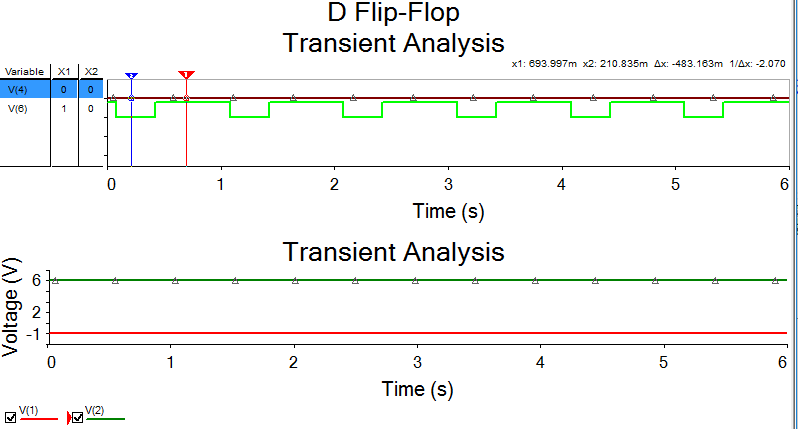 D Flip-Flop
Transient Analysis
x1: 693.997m x2: 210.835m Δx: -483.163m 1/Δx: -2.070
Variable X1 X2
V(4) 0 0
V(6) 1 0
0 1 2 3 4 5 6
Time (s)
Transient Analysis
Voltage (V)
6
2
-1
0 1 2 3 4 5 6
Time (s)
V(1) V(2)